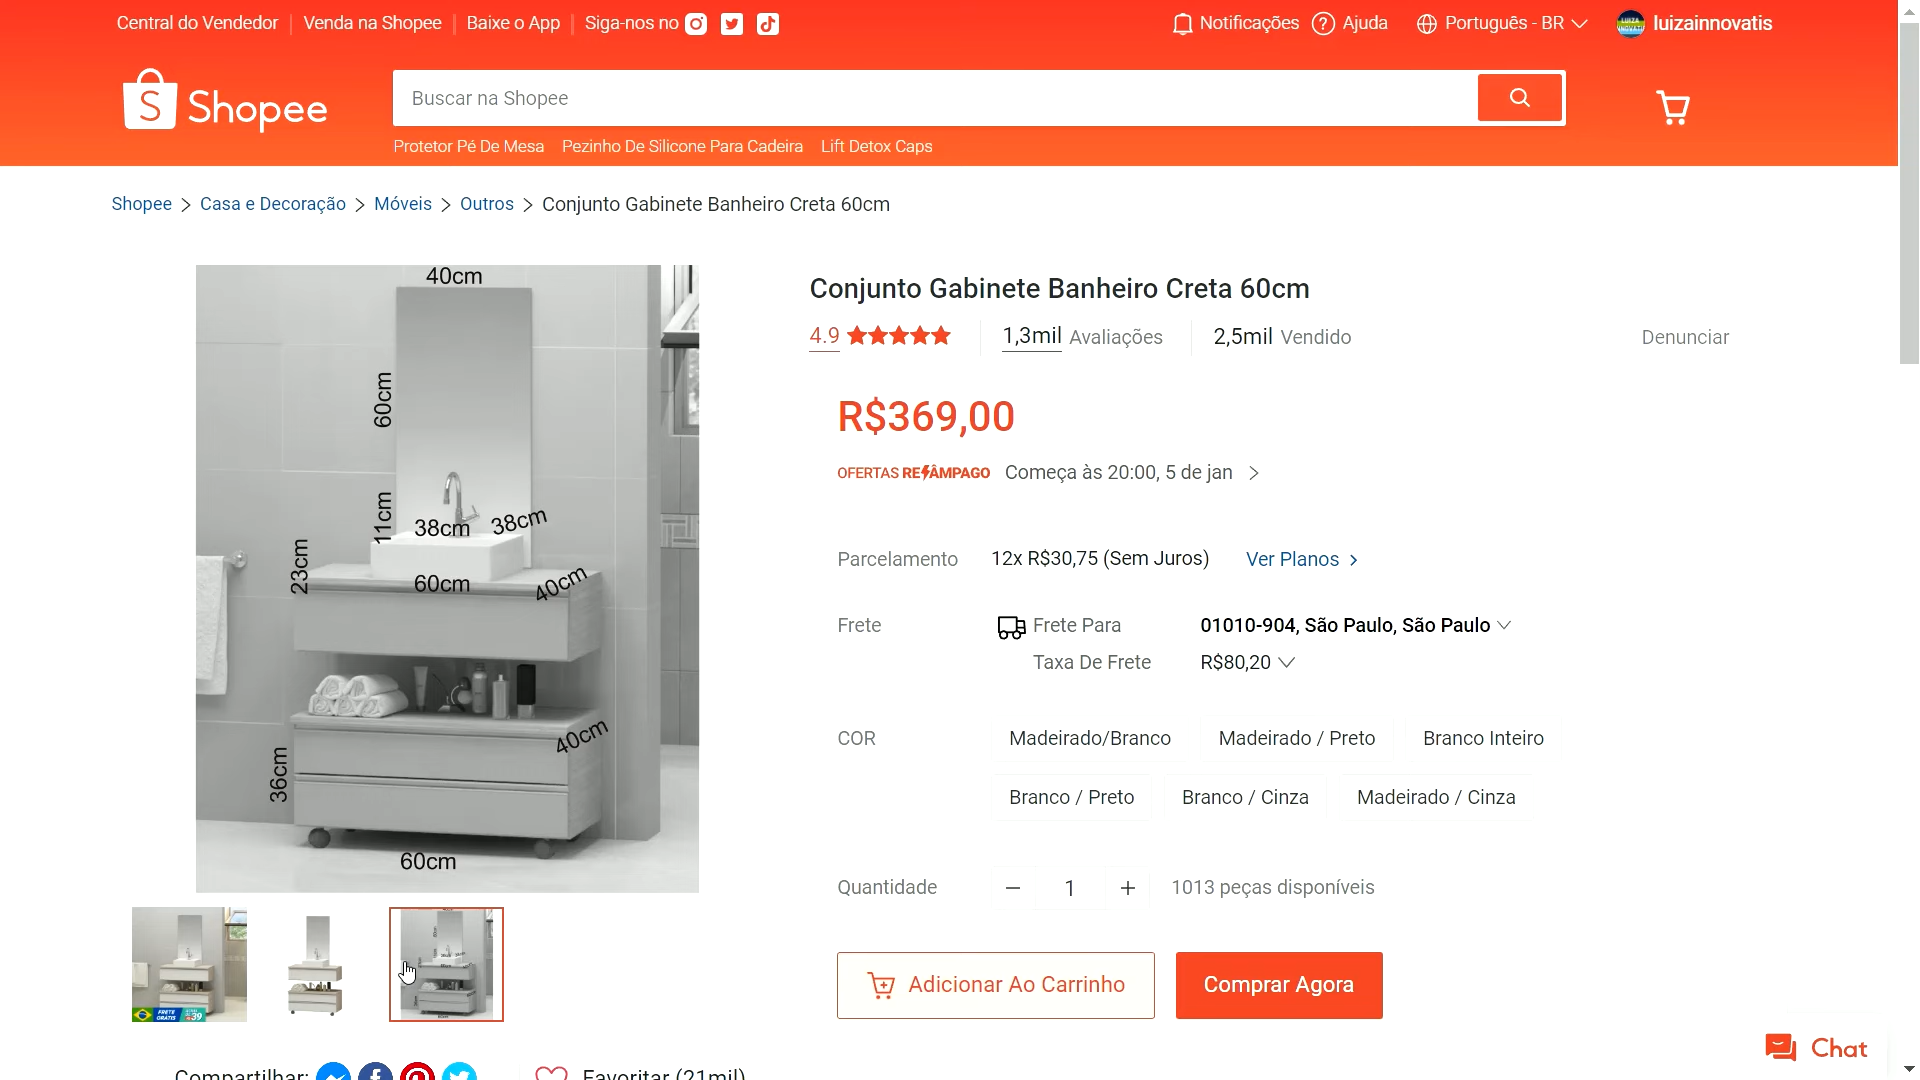 Central do Vendedor Venda na Shopee Baixe o App Siga-nos no Notificações Ajuda Português - BR luizainnovatis
Shopee
Buscar na Shopee
Protetor Pé De Mesa Pezinho De Silicone Para Cadeira Lift Detox Caps
Shopee > Casa e Decoração > Móveis > Outros > Conjunto Gabinete Banheiro Creta 60cm
40cm
60cm
11cm
38cm 38cm
23cm
60cm 40cm
40cm
36cm
60cm
FRETE GRÁTIS 39
Conjunto Gabinete Banheiro Creta 60cm
4.9 1,3mil Avaliações 2,5mil Vendido Denunciar
R$369,00
OFERTAS RELÂMPAGO Começa às 20:00, 5 de jan >
Parcelamento 12x R$30,75 (Sem Juros) Ver Planos >
Frete Frete Para 01010-904, São Paulo, São Paulo
Taxa De Frete R$80,20
COR Madeirado/Branco Madeirado / Preto Branco Inteiro
Branco / Preto Branco / Cinza Madeirado / Cinza
Quantidade − 1 + 1013 peças disponíveis
Adicionar Ao Carrinho Comprar Agora
Chat
Compartilhar: Favoritar (21mil)